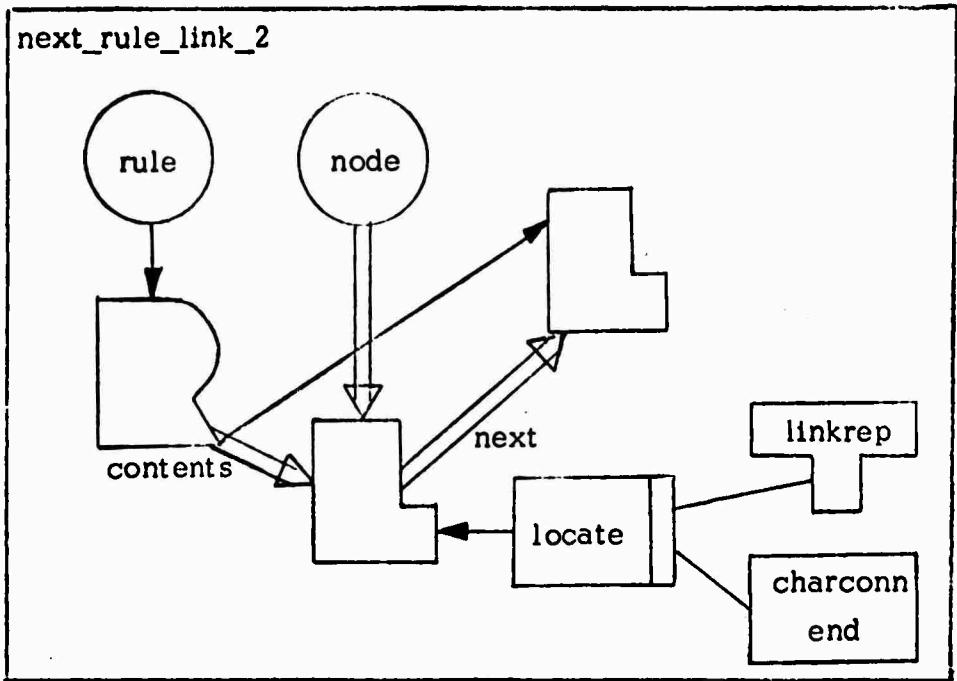 next_rule_link_2
rule
node
contents
next
locate
linkrep
charconn
end